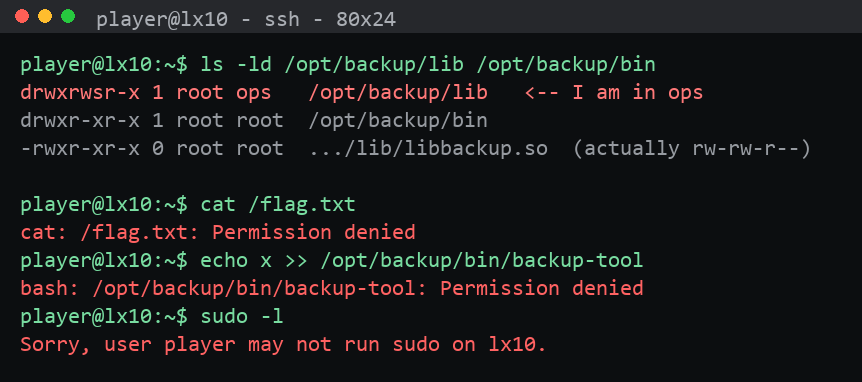 player@lx10 - ssh - 80x24
player@lx10:~$ ls -ld /opt/backup/lib /opt/backup/bin
drwxrwsr-x 1 root ops   /opt/backup/lib   <-- I am in ops
drwxr-xr-x 1 root root  /opt/backup/bin
-rwxr-xr-x 0 root root  .../lib/libbackup.so  (actually rw-rw-r--)
player@lx10:~$ cat /flag.txt
cat: /flag.txt: Permission denied
player@lx10:~$ echo x >> /opt/backup/bin/backup-tool
bash: /opt/backup/bin/backup-tool: Permission denied
player@lx10:~$ sudo -l
Sorry, user player may not run sudo on lx10.